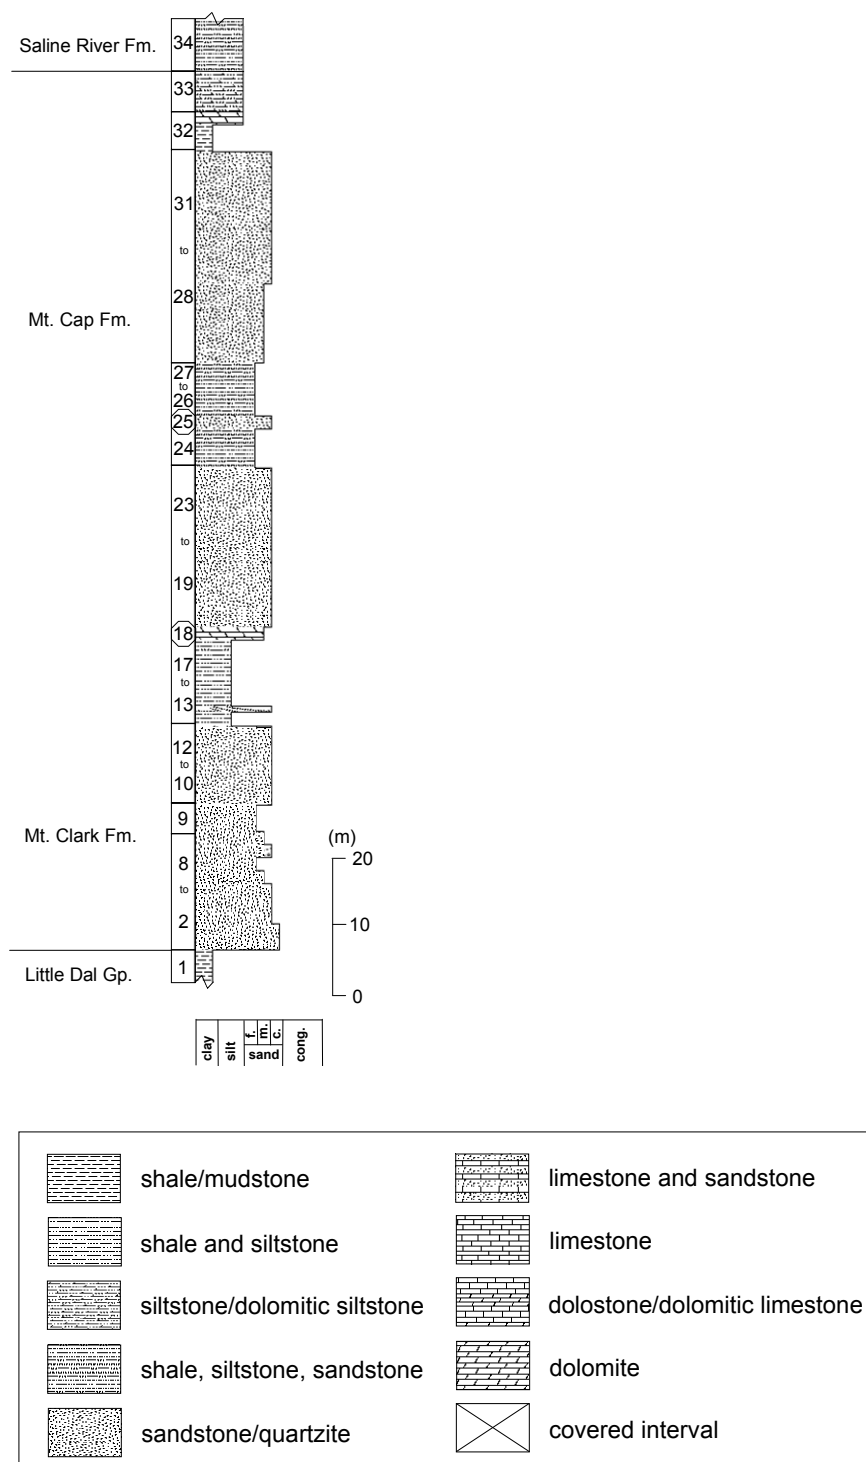 Saline River Fm.
34
33
32
31
to
28
Mt. Cap Fm.
27
to
26
25
24
23
to
19
18
17
to
13
12
to
10
9
Mt. Clark Fm.
8
to
2
1
Little Dal Gp.
(m)
20
10
0
clay
silt
f.
m.
c.
sand
cong.
shale/mudstone
shale and siltstone
siltstone/dolomitic siltstone
shale, siltstone, sandstone
sandstone/quartzite
limestone and sandstone
limestone
dolostone/dolomitic limestone
dolomite
covered interval